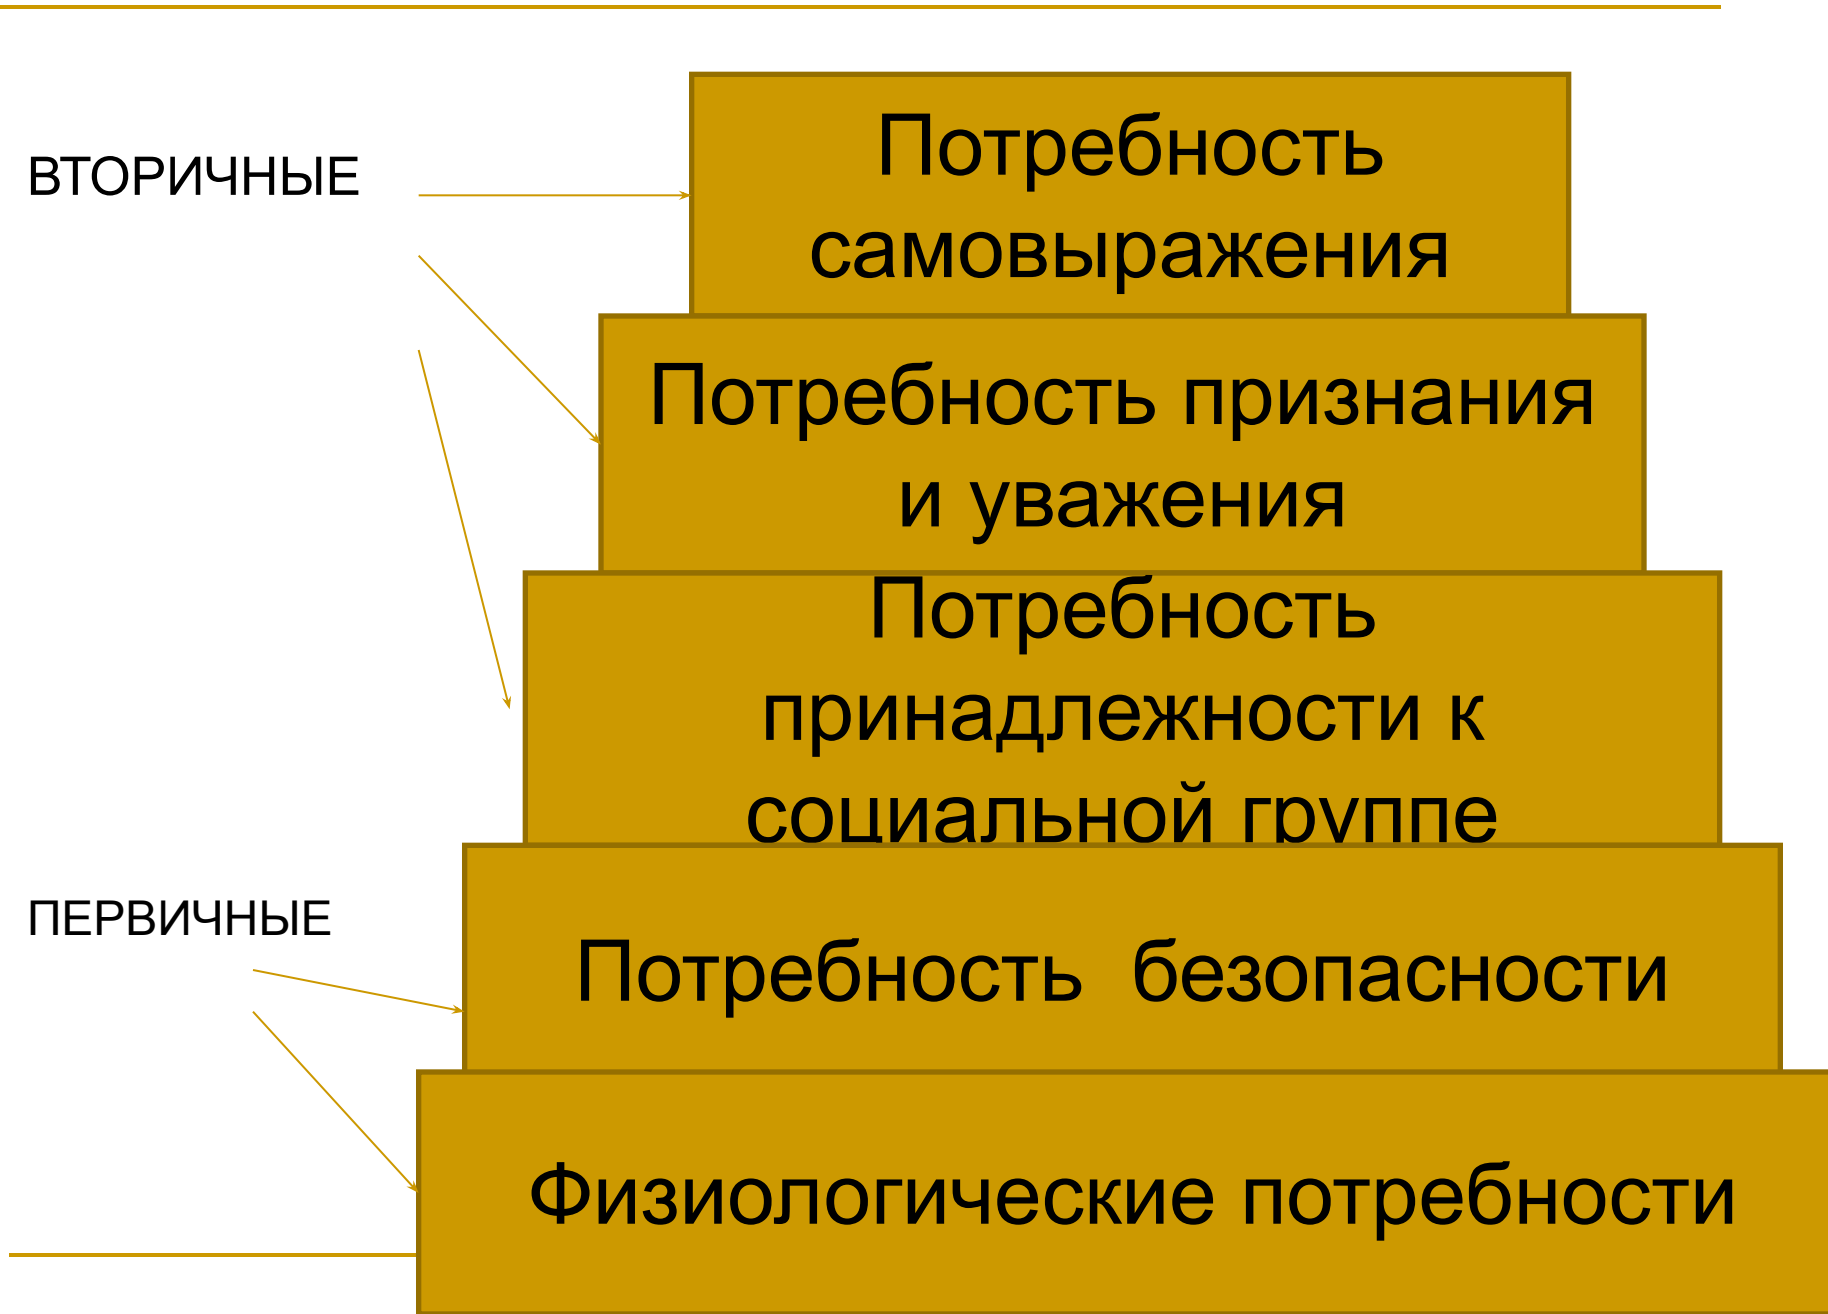 ВТОРИЧНЫЕ
Потребность
самовыражения
Потребность признания
и уважения
Потребность
принадлежности к
социальной группе
ПЕРВИЧНЫЕ
Потребность безопасности
Физиологические потребности